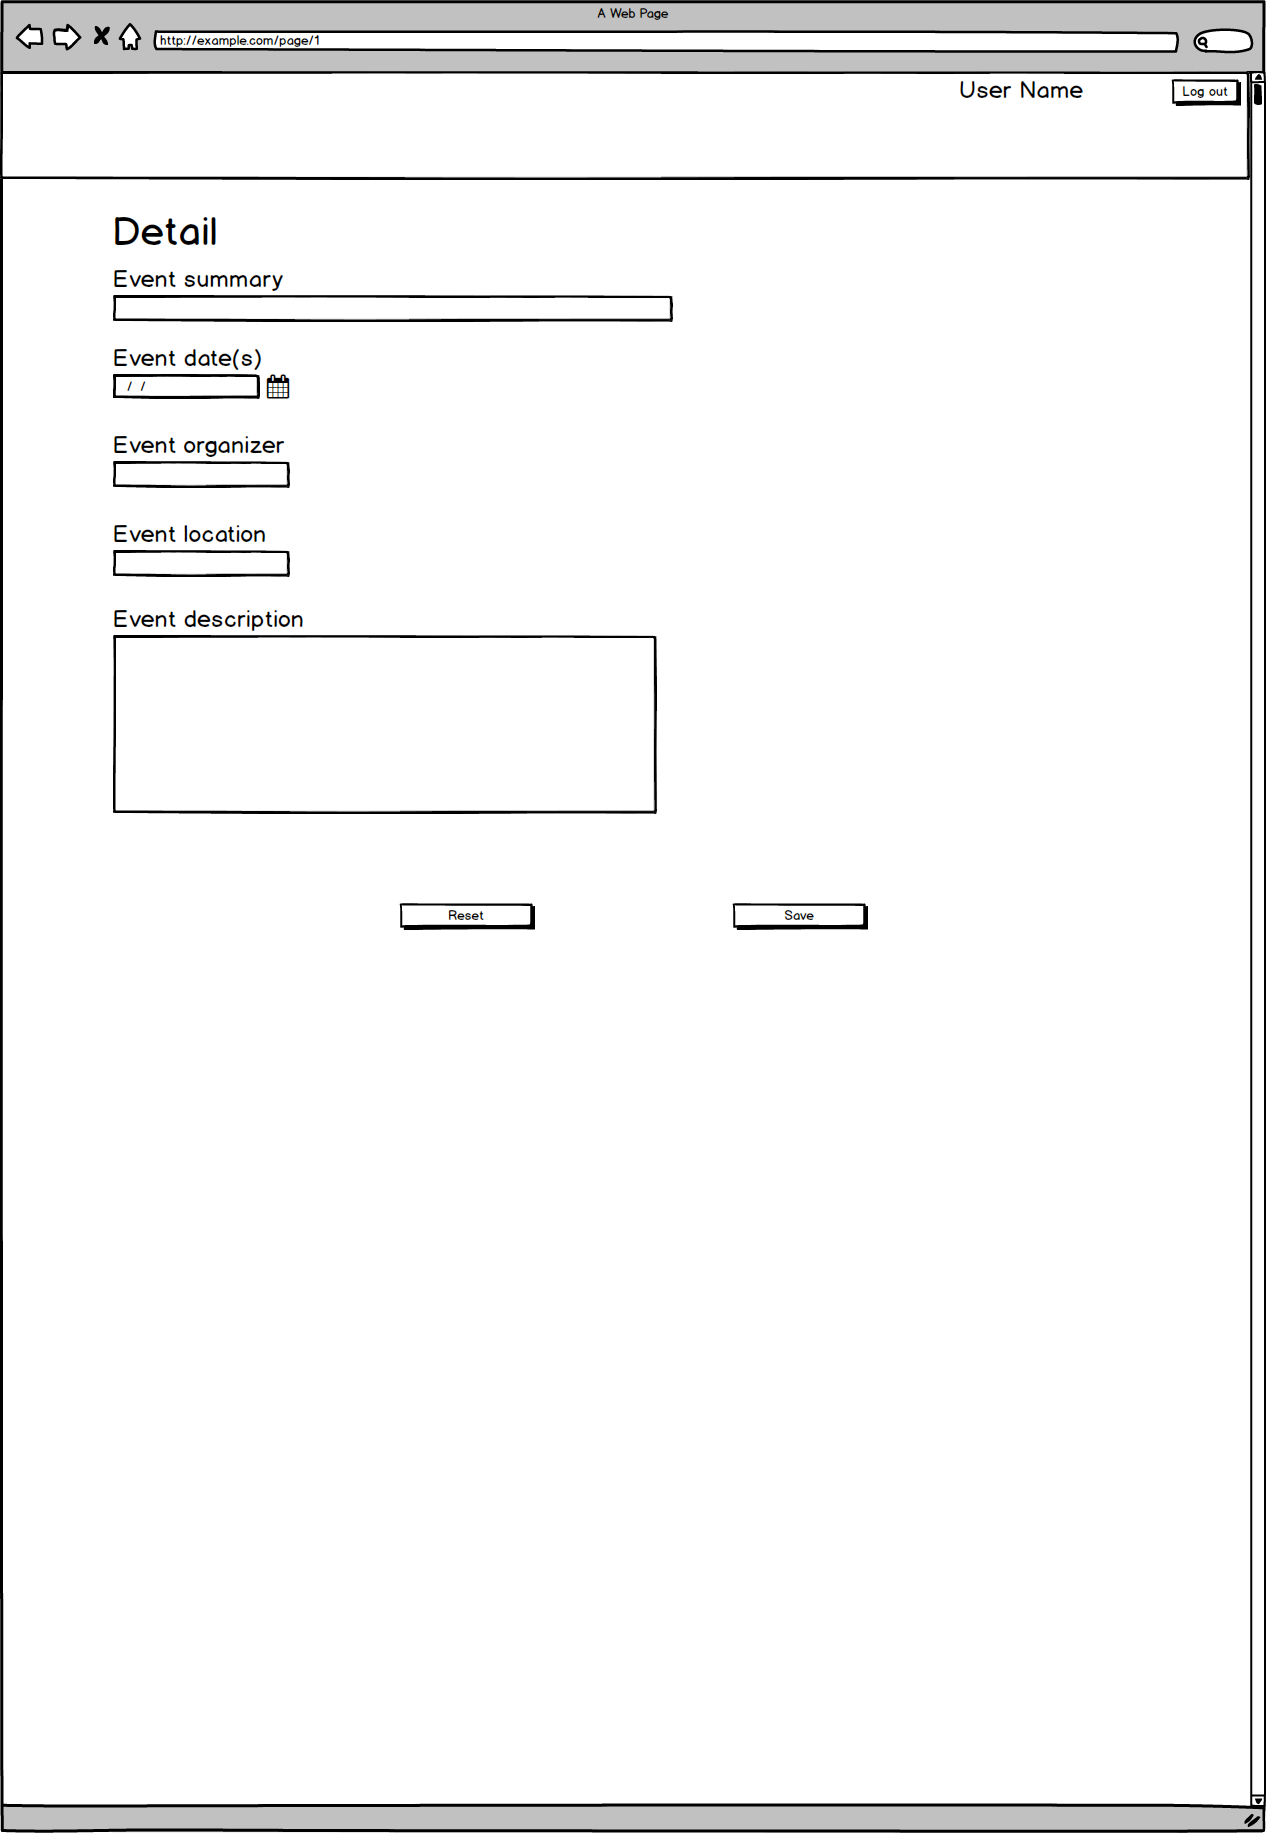 A Web Page
http://example.com/page/1
User Name
Log out
Detail
Event summary
Event date(s)
/ /
Event organizer
Event location
Event description
Reset
Save